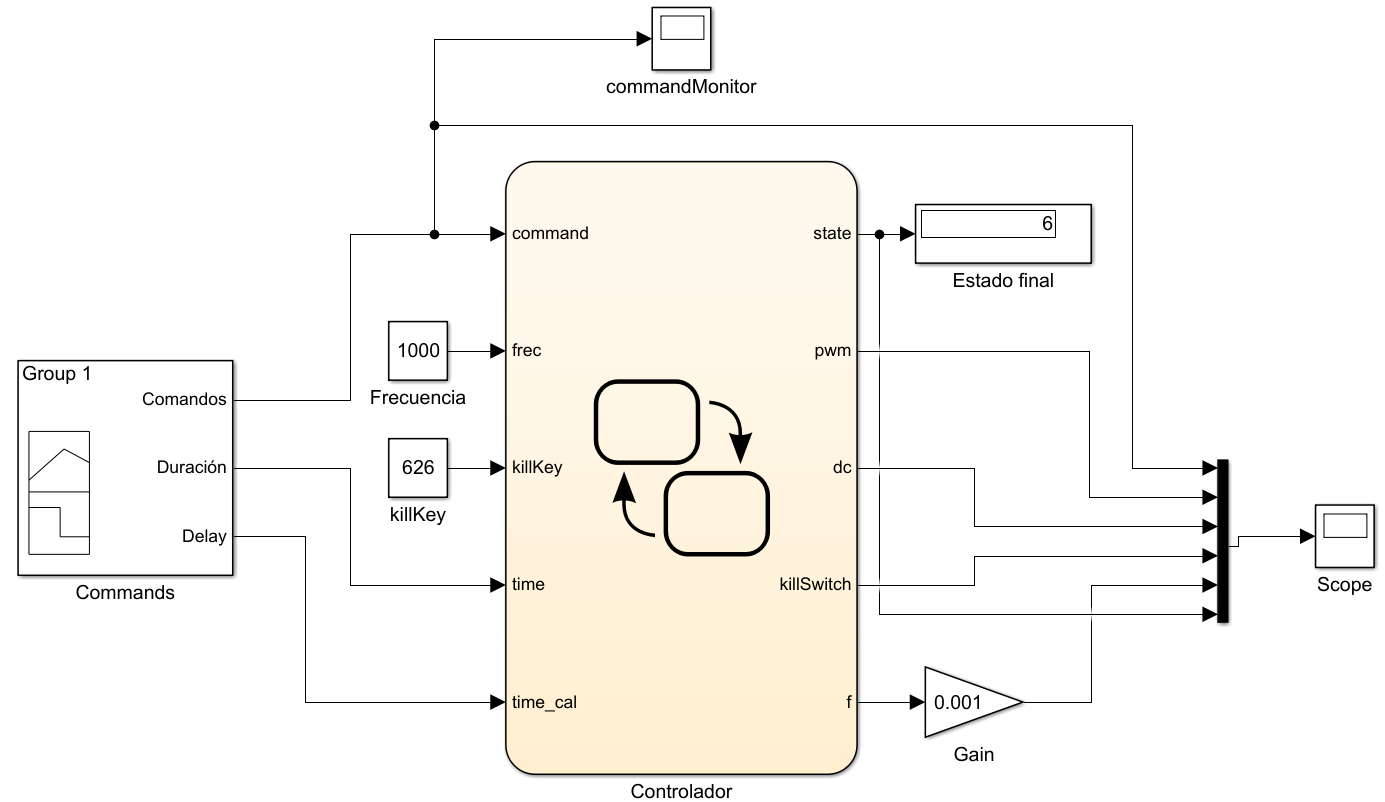 commandMonitor
command
state
6
Estado final
1000
frec
pwm
Frecuencia
Group 1
Comandos
Duración
626
killKey
dc
killKey
Delay
time
killSwitch
Commands
Scope
time_cal
f
0.001
Gain
Controlador